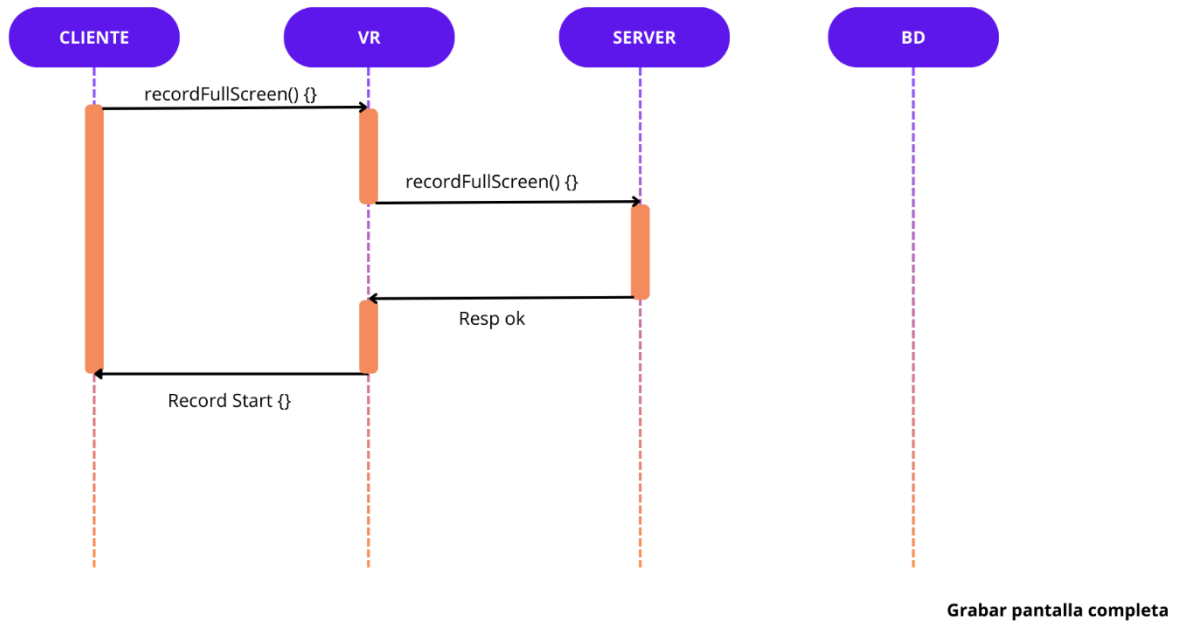 CLIENTE
VR
SERVER
BD
recordFullScreen() {}
recordFullScreen() {}
Resp ok
Record Start {}
Grabar pantalla completa